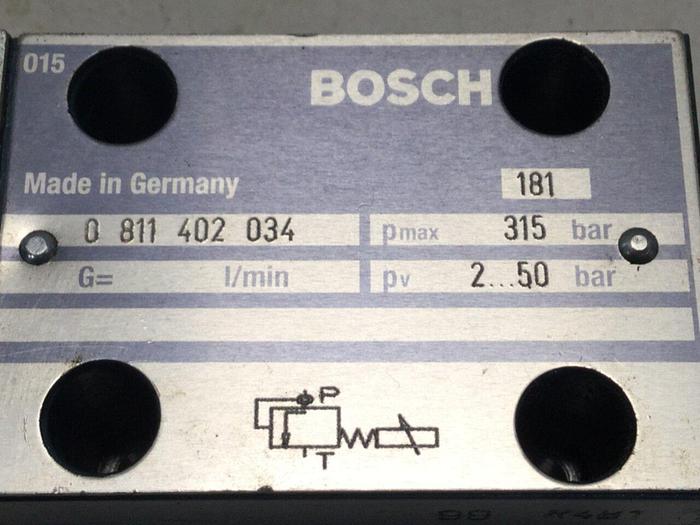 015
BOSCH
Made in Germany 181
0 811 402 034 pmax 315 bar
G= l/min pv 2...50 bar
P
T